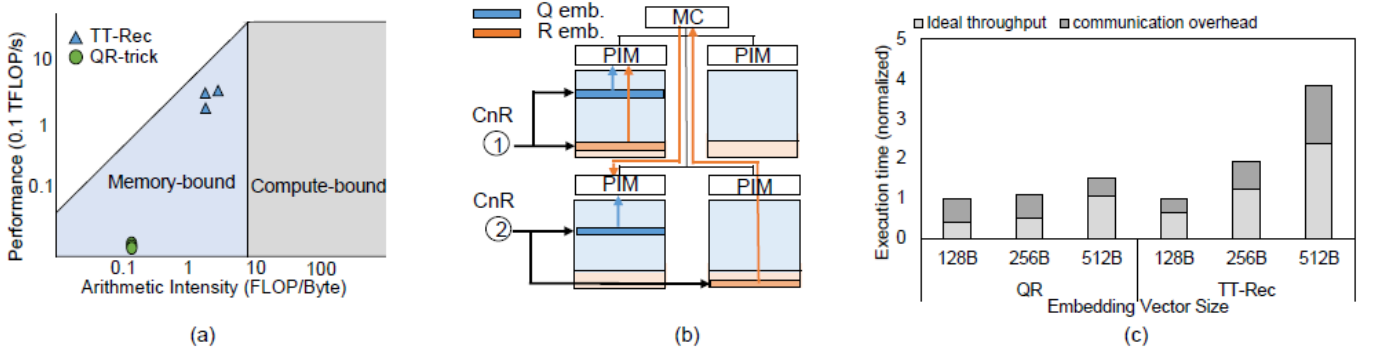 Performance (0.1 TFLOP/s)
10
1
0.1
TT-Rec
QR-trick
Memory-bound
Compute-bound
0.1
1
10
100
Arithmetic Intensity (FLOP/Byte)
(a)
Q emb.
R emb.
MC
PIM
PIM
CnR
1
PIM
PIM
CnR
2
(b)
Ideal throughput
communication overhead
Execution time (normalized)
5
4
3
2
1
0
128B 256B 512B 128B 256B 512B
QR TT-Rec
Embedding Vector Size
(c)